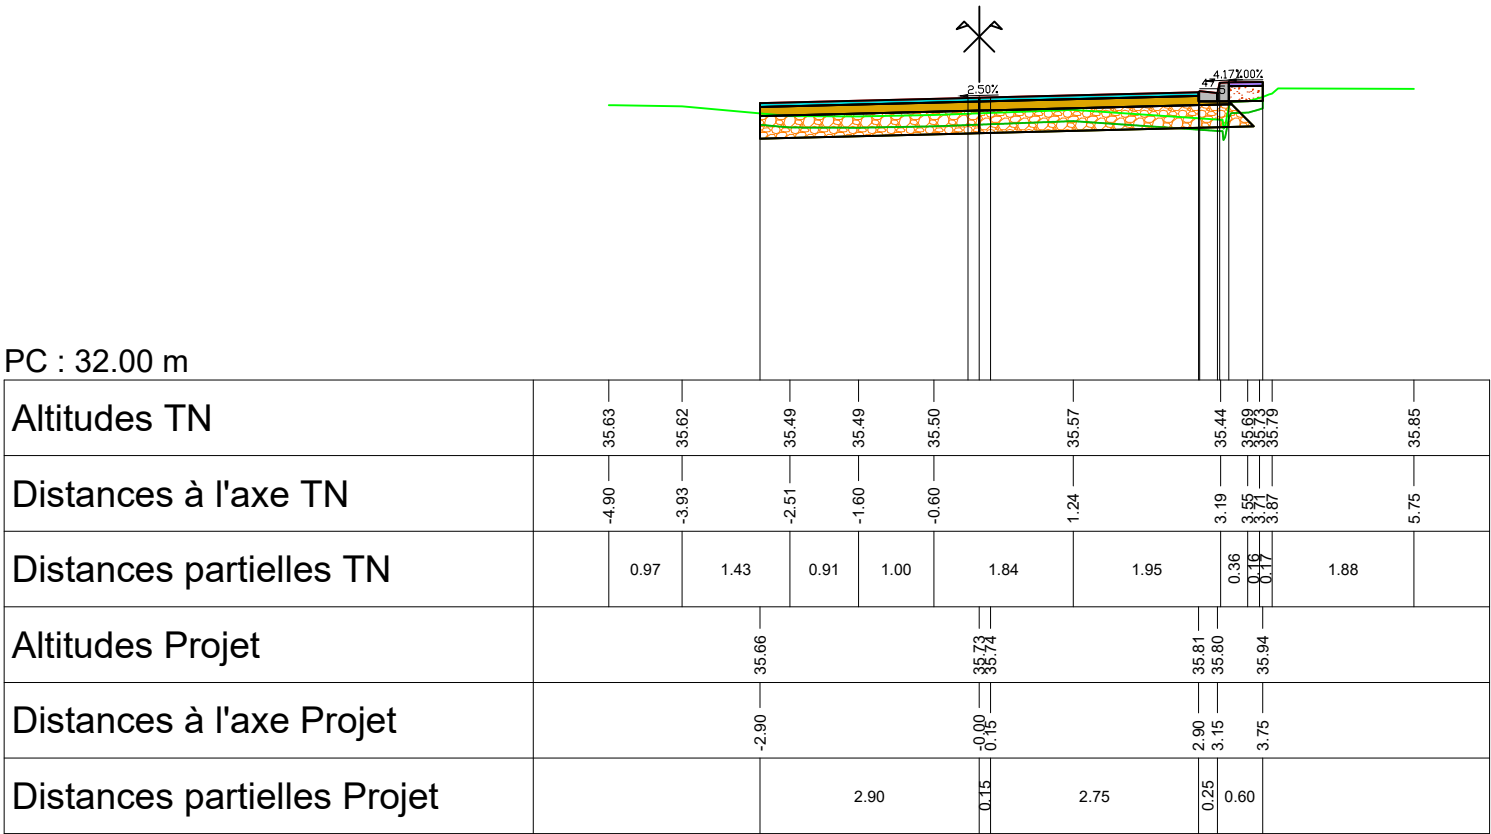 2.50%
4.17%
PC : 32.00 m
Altitudes TN
35.63 35.62 35.49 35.49 35.50 35.57 35.44 35.69 35.73 35.79 35.85
Distances à l'axe TN
-4.90 -3.93 -2.51 -1.60 -0.60 1.24 3.19 3.55 3.71 3.87 5.75
Distances partielles TN
0.97 1.43 0.91 1.00 1.84 1.95 0.36 0.16 0.17 1.88
Altitudes Projet
35.66 35.73 35.74 35.81 35.80 35.94
Distances à l'axe Projet
-2.90 -0.00 0.15 2.90 3.15 3.75
Distances partielles Projet
2.90 0.15 2.75 0.25 0.60